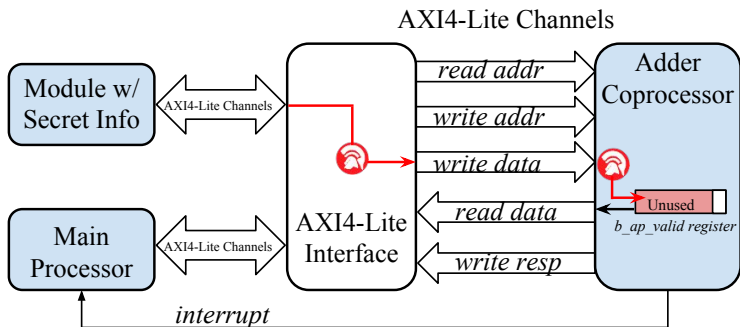 AXI4-Lite Channels
Module w/
Secret Info
AXI4-Lite Channels
Main
Processor
AXI4-Lite Channels
AXI4-Lite
Interface
read addr
write addr
write data
read data
write resp
Adder
Coprocessor
Unused
b_ap_valid register
interrupt